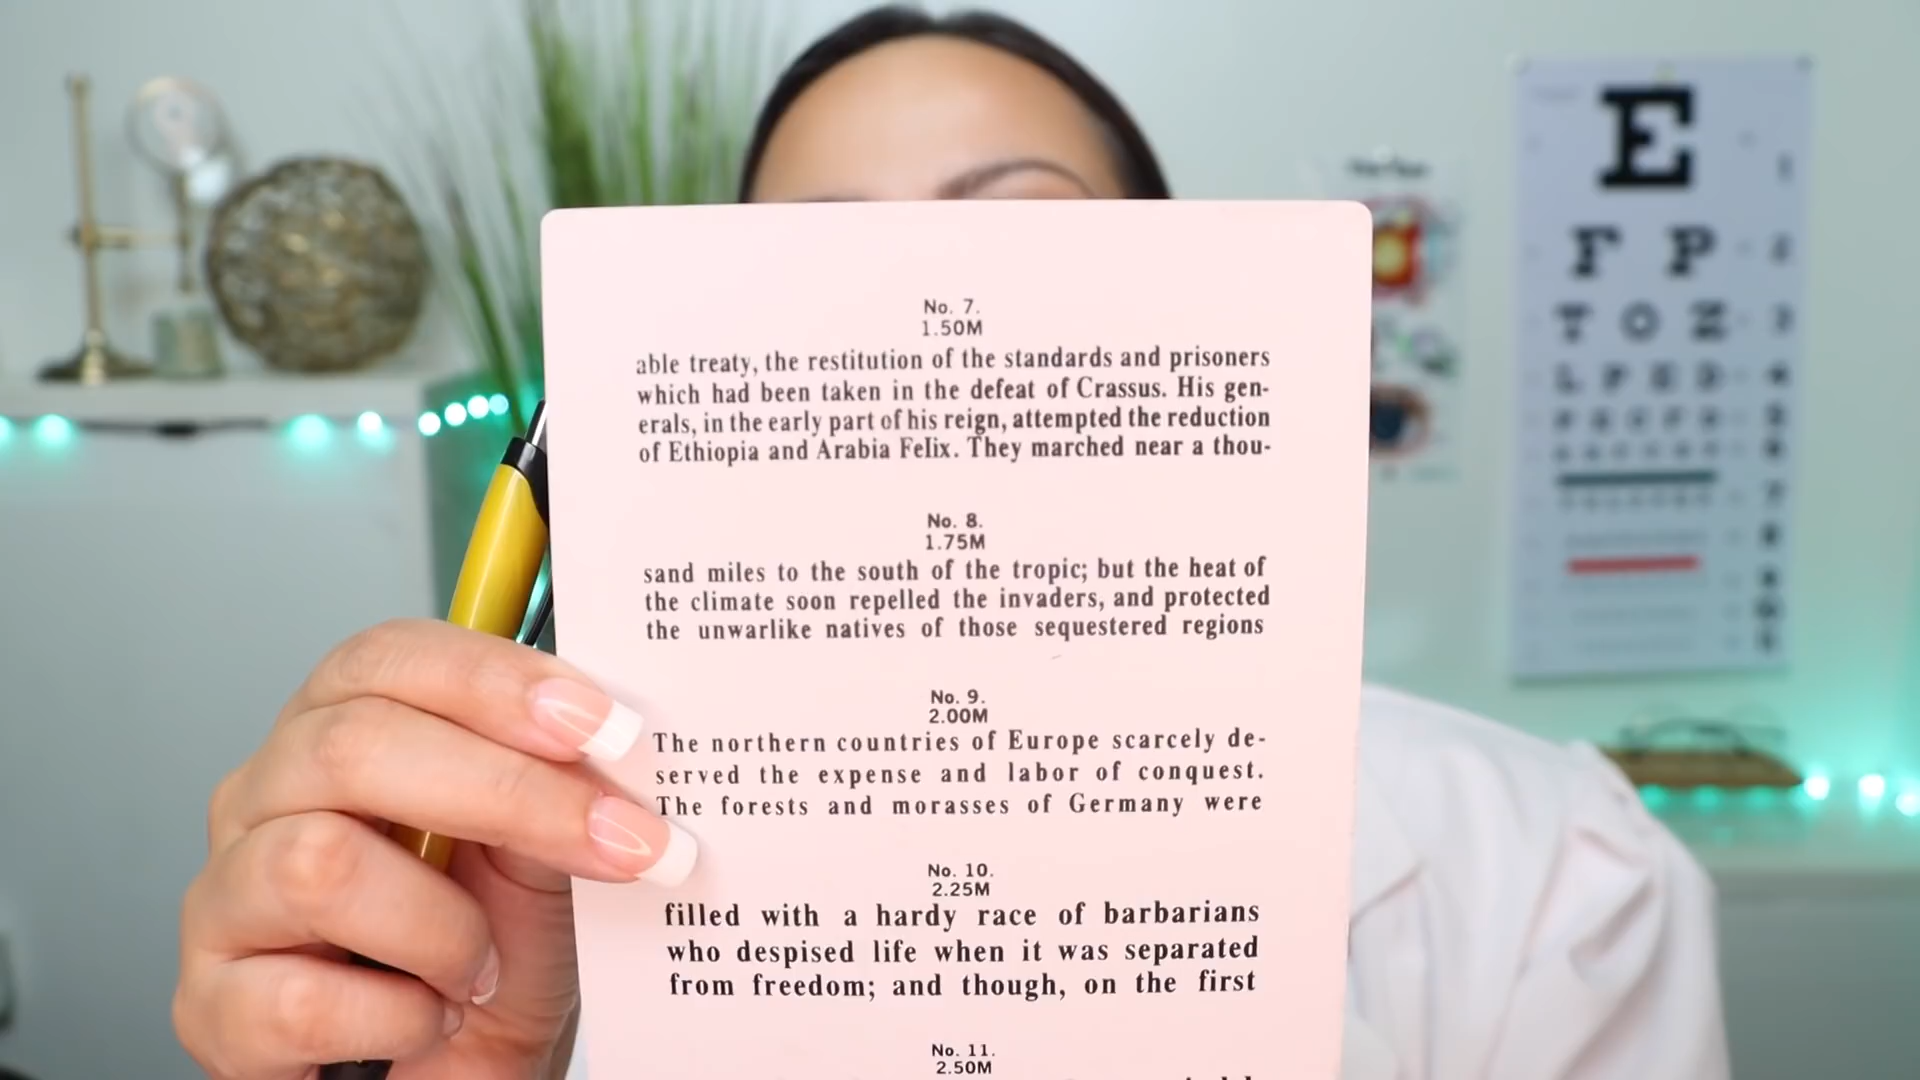 No. 7.
1.50M
able treaty, the restitution of the standards and prisoners
which had been taken in the defeat of Crassus. His gen-
erals, in the early part of his reign, attempted the reduction
of Ethiopia and Arabia Felix. They marched near a thou-
No. 8.
1.75M
sand miles to the south of the tropic; but the heat of
the climate soon repelled the invaders, and protected
the unwarlike natives of those sequestered regions
No. 9.
2.00M
The northern countries of Europe scarcely de-
served the expense and labor of conquest.
The forests and morasses of Germany were
No. 10.
2.25M
filled with a hardy race of barbarians
who despised life when it was separated
from freedom; and though, on the first
No. 11.
2.50M
E 1
F P 2
T O Z 3
L P E D 4